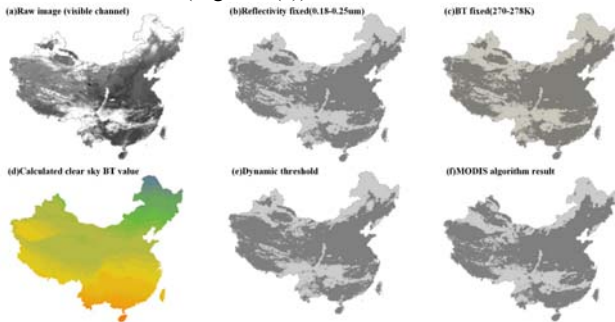 (a)Raw image (visible channel)
(b)Reflectivity fixed(0.18-0.25um)
(c)BT fixed(270-278K)
(d)Calculated clear sky BT value
(e)Dynamic threshold
(f)MODIS algorithm result